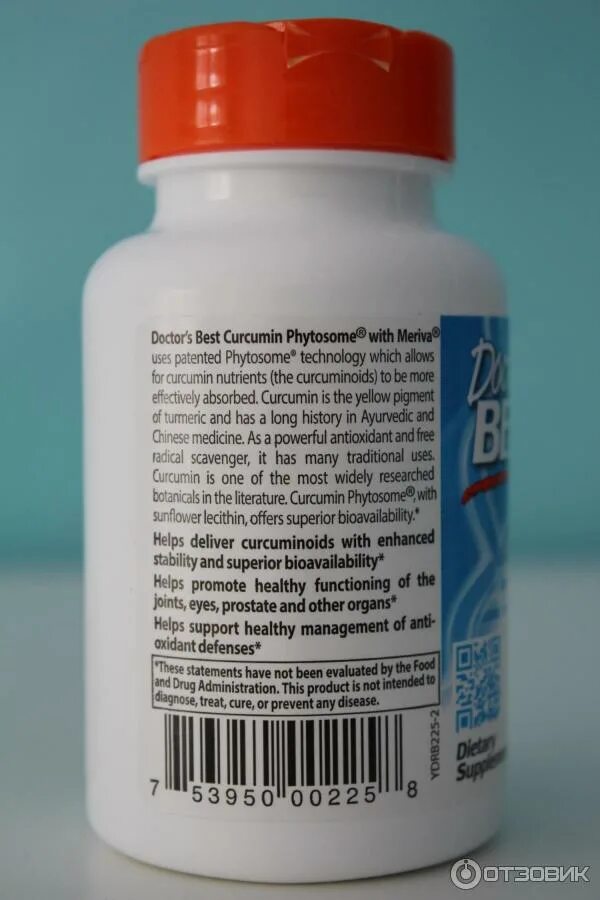 Doctor's Best Curcumin Phytosome® with Meriva®
uses patented Phytosome® technology which allows
for curcumin nutrients (the curcuminoids) to be more
effectively absorbed. Curcumin is the yellow pigment
of turmeric and has a long history in Ayurvedic and
Chinese medicine. As a powerful antioxidant and free
radical scavenger, it has many traditional uses.
Curcumin is one of the most widely researched
botanicals in the literature. Curcumin Phytosome®, with
sunflower lecithin, offers superior bioavailability.*
Helps deliver curcuminoids with enhanced
stability and superior bioavailability*
Helps promote healthy functioning of the
joints, eyes, prostate and other organs*
Helps support healthy management of anti-
oxidant defenses*
*These statements have not been evaluated by the Food
and Drug Administration. This product is not intended to
diagnose, treat, cure, or prevent any disease.
7 53950 00225 8
YDRB225-2
Do
BE
Dietary
Supplem
ОТЗОВИК